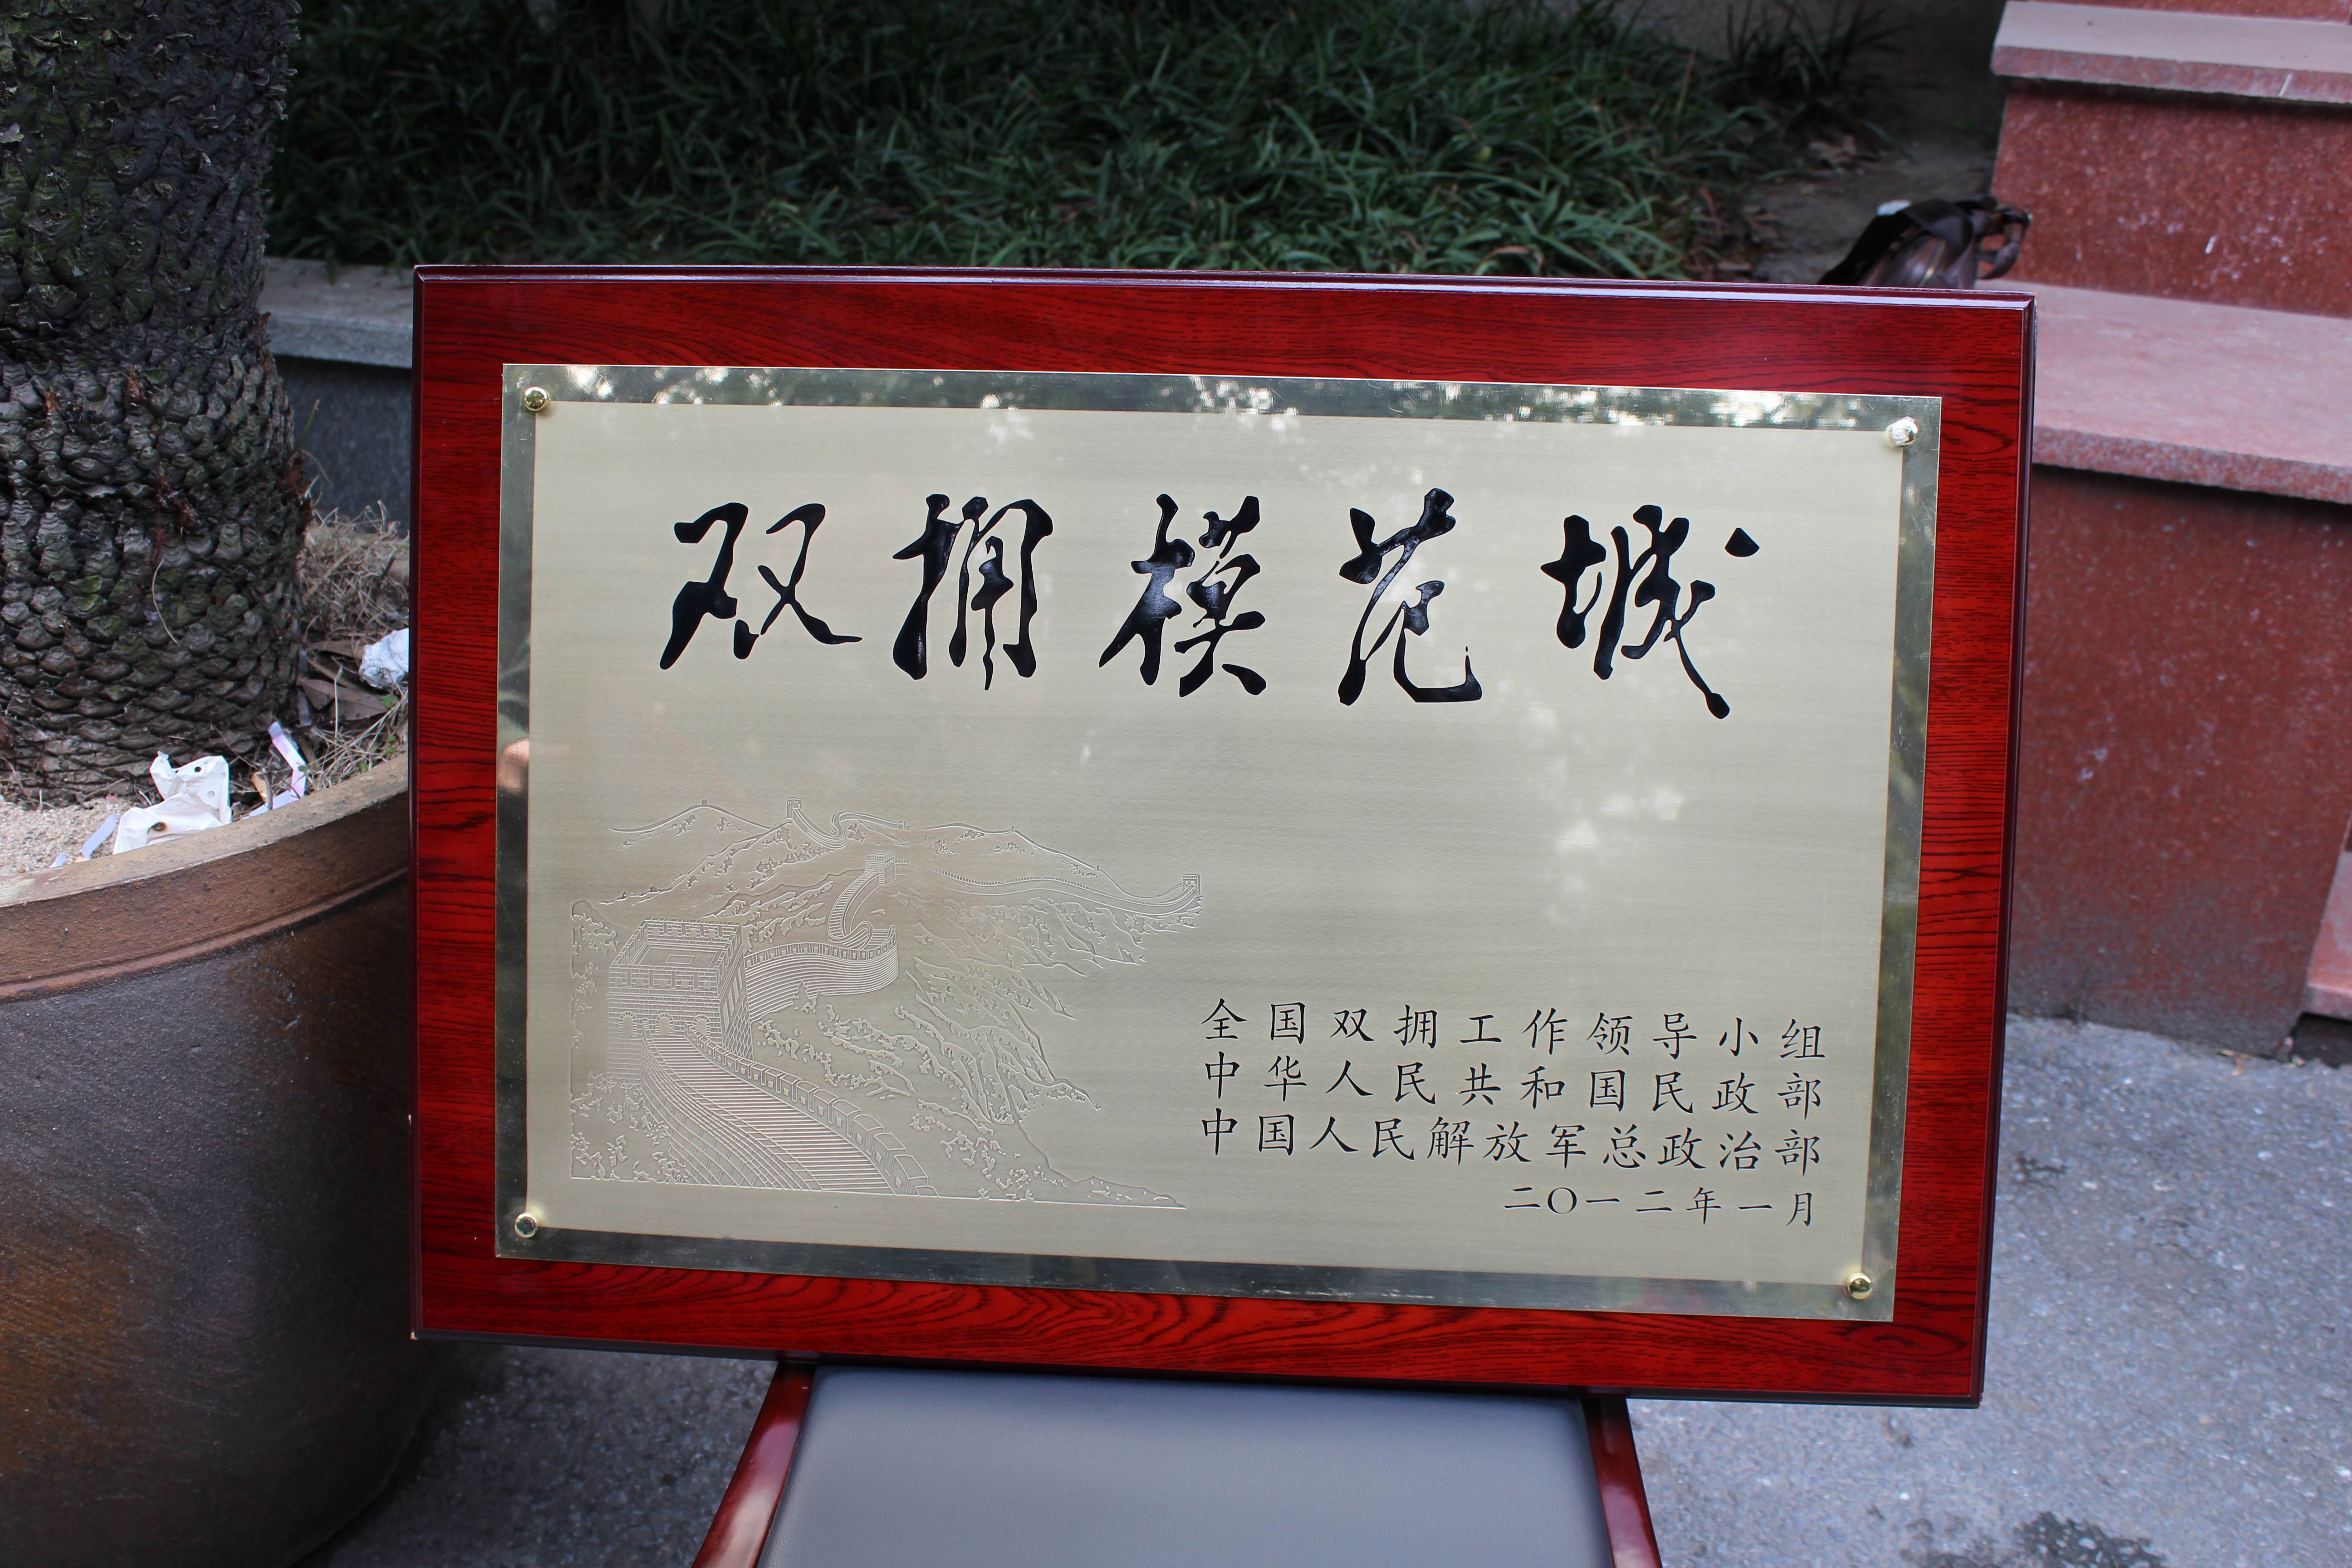 双拥模范城
全国双拥工作领导小组
中华人民共和国民政部
中国人民解放军总政治部
二〇一二年一月